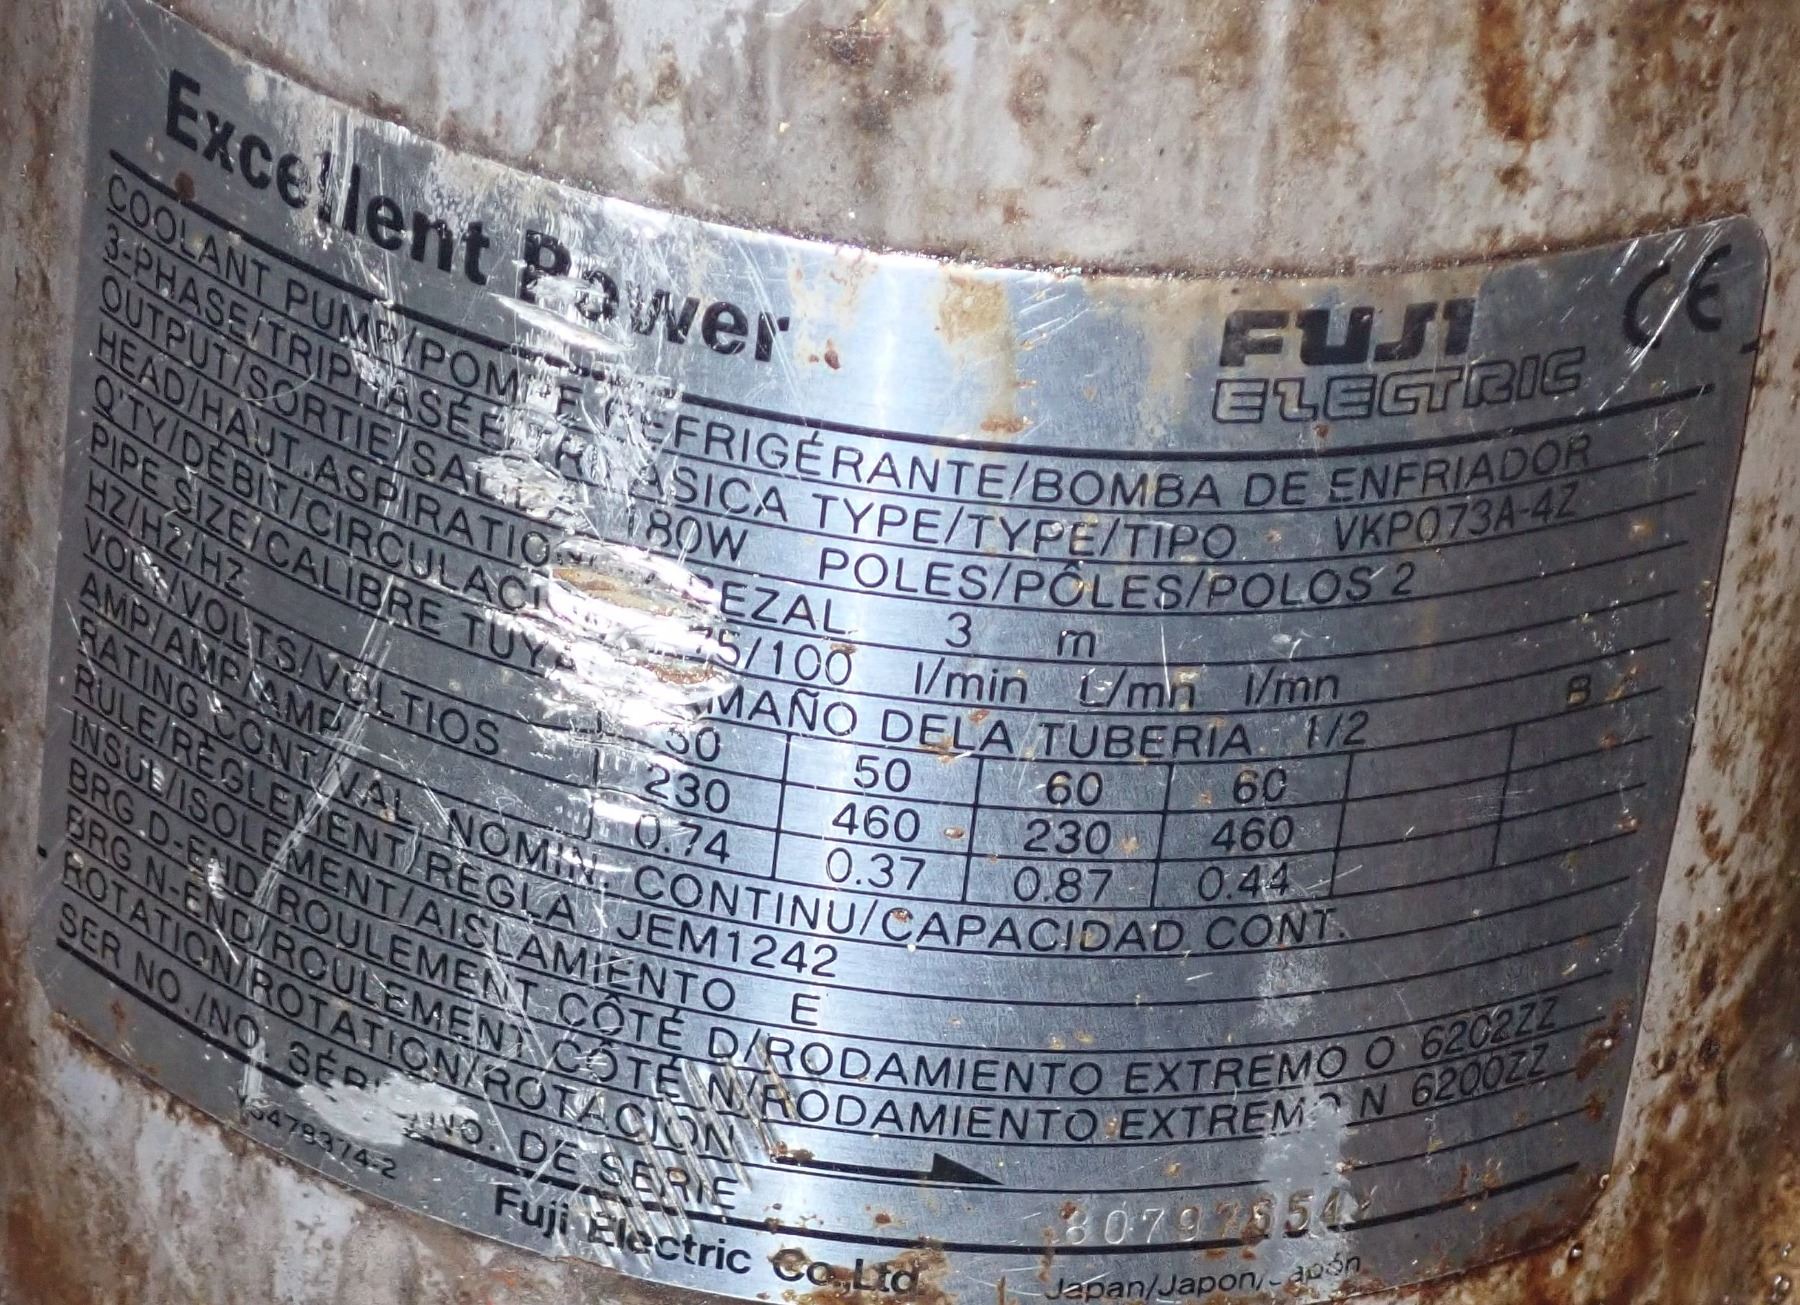 Excellent Power
FUJI
ELECTRIC
CE
COOLANT PUMP/POMPE REFRIGÉRANTE/BOMBA DE ENFRIADOR
3-PHASE/TRIPHASÉE/TRIFASICA TYPE/TYPE/TIPO VKP073A-4Z
OUTPUT/SORTIE/SALIDA 180W POLES/PÔLES/POLOS 2
HEAD/HAUT.ASPIRATION 3 m
Q'TY/DÉBIT/CIRCULACION 75/100 l/min L/mn l/mn
PIPE SIZE/CALIBRE TAMAÑO DELA TUBERIA 1/2 B
HZ/HZ/HZ 50 50 60 60
VOLTS/VOLTS/VOLTIOS 230 460 230 460
AMP/AMP/AMP 0.74 0.37 0.87 0.44
RATING CONT/VAL NOMIN. CONTINU/CAPACIDAD CONT.
RULE/RÈGLEMENT/REGLA JEM1242
INSUL/ISOLEMENT/AISLAMIENTO E
BRG D-END/ROULEMENT CÔTÉ D/RODAMIENTO EXTREMO O 6202ZZ
BRG N-END/ROULEMENT CÔTÉ N/RODAMIENTO EXTREMO N 6200ZZ
ROTATION/ROTATION/ROTACION
SER NO./NO. SÉRIE/NO. DE SERIE
Fuji Electric Co.,Ltd.
Japan/Japon/Japón